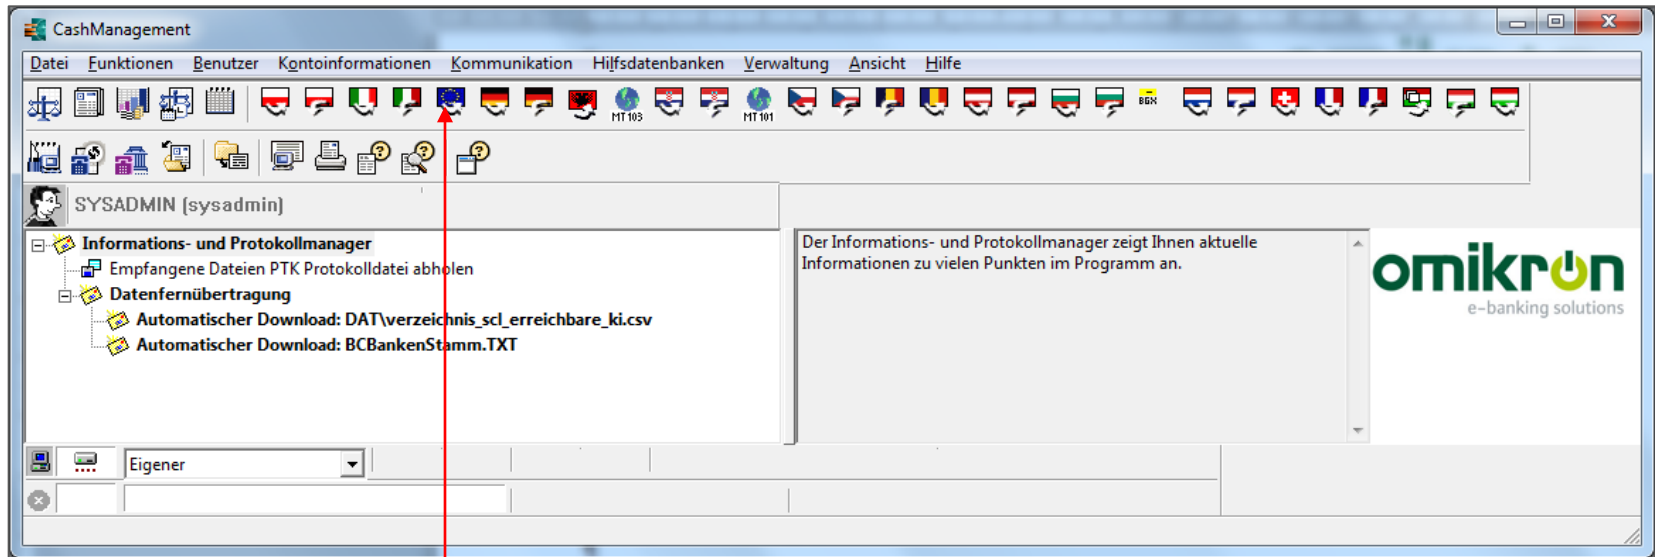 CashManagement
Datei Funktionen Benutzer Kontoinformationen Kommunikation Hilfsdatenbanken Verwaltung Ansicht Hilfe
MT103 MT101 BGX
SYSADMIN (sysadmin)
Informations- und Protokollmanager
Empfangene Dateien PTK Protokolldatei abholen
Datenfernübertragung
Automatischer Download: DAT\verzeichnis_scl_erreichbare_ki.csv
Automatischer Download: BCBankenStamm.TXT
Der Informations- und Protokollmanager zeigt Ihnen aktuelle
Informationen zu vielen Punkten im Programm an.
omikron
e-banking solutions
Eigener